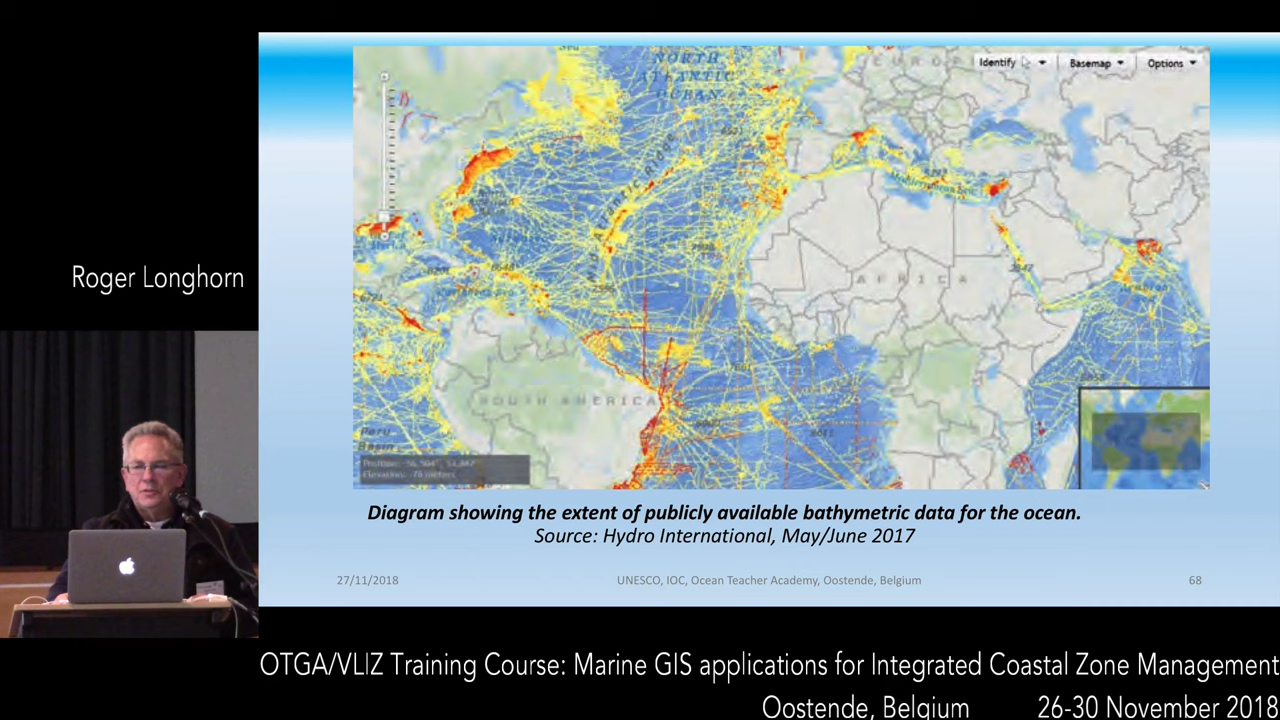 Roger Longhorn
Identify
Basemap
Options
NORTH
ATLANTIC
OCEAN
AFRICA
SOUTH AMERICA
Peru
Basin
Diagram showing the extent of publicly available bathymetric data for the ocean.
Source: Hydro International, May/June 2017
27/11/2018
UNESCO, IOC, Ocean Teacher Academy, Oostende, Belgium
68
OTGA/VLIZ Training Course: Marine GIS applications for Integrated Coastal Zone Management
Oostende, Belgium 26-30 November 2018